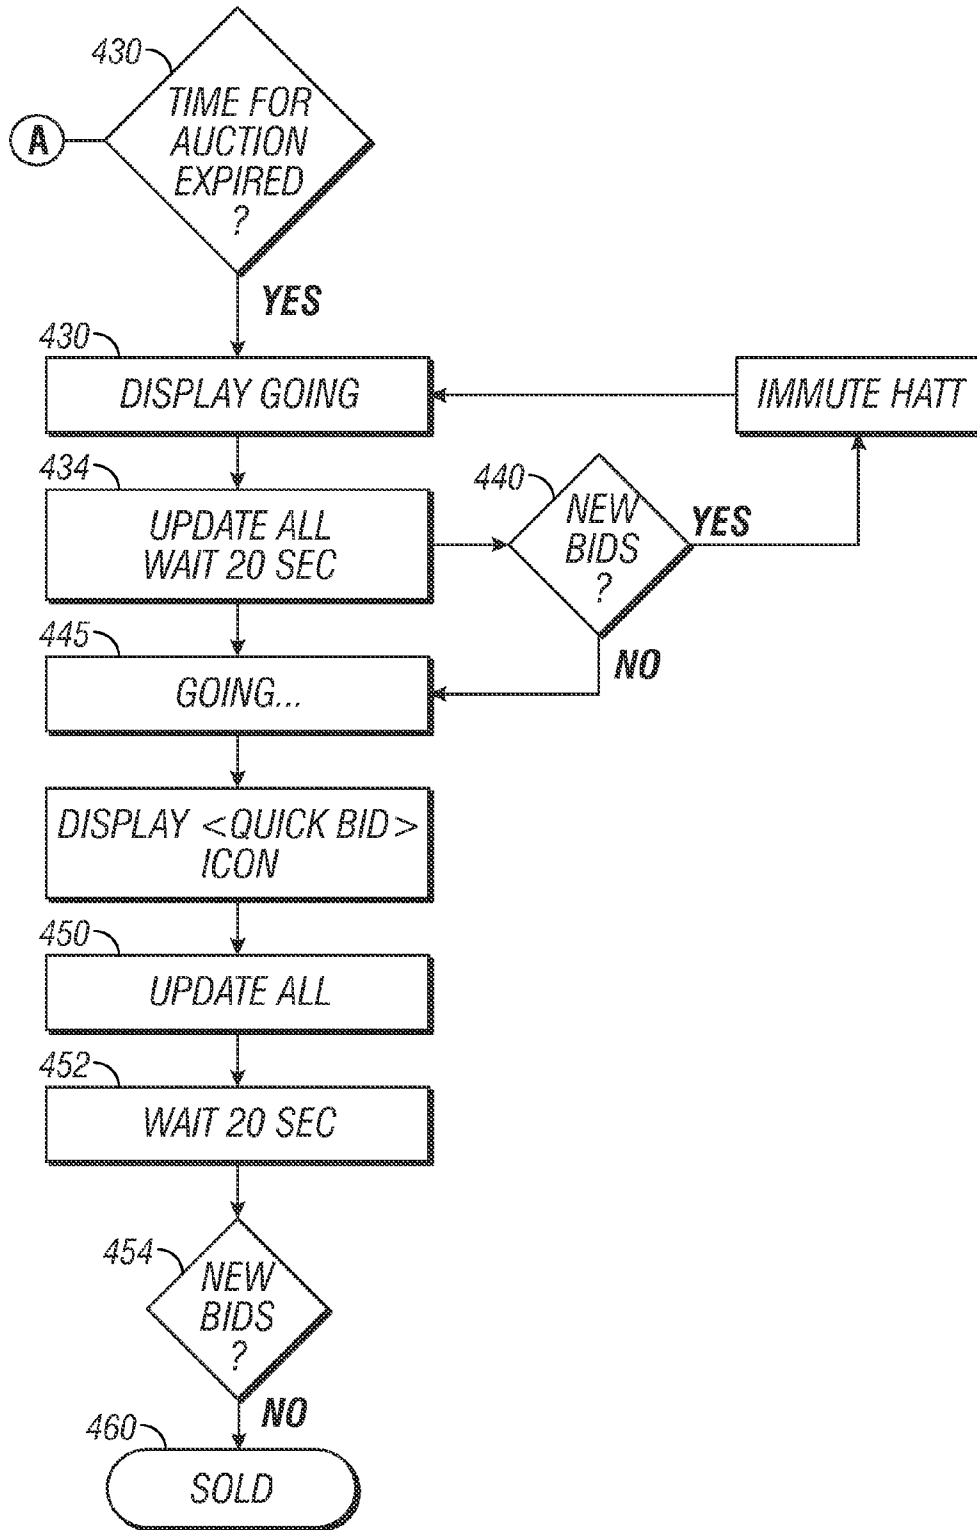 430
TIME FOR
AUCTION
EXPIRED
?
A
YES
430
DISPLAY GOING
IMMUTE HATT
434
UPDATE ALL
WAIT 20 SEC
440
NEW
BIDS
?
YES
NO
445
GOING...
DISPLAY <QUICK BID>
ICON
450
UPDATE ALL
452
WAIT 20 SEC
454
NEW
BIDS
?
NO
460
SOLD